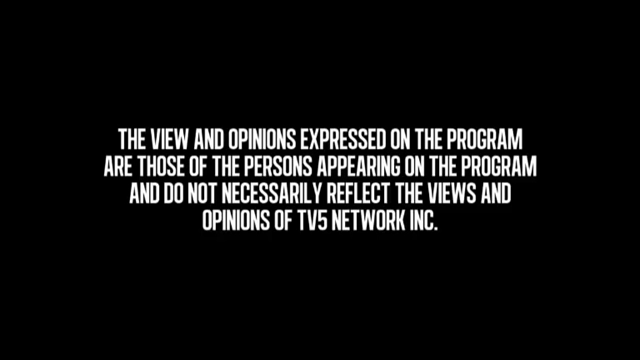 THE VIEW AND OPINIONS EXPRESSED ON THE PROGRAM
ARE THOSE OF THE PERSONS APPEARING ON THE PROGRAM
AND DO NOT NECESSARILY REFLECT THE VIEWS AND
OPINIONS OF TV5 NETWORK INC.